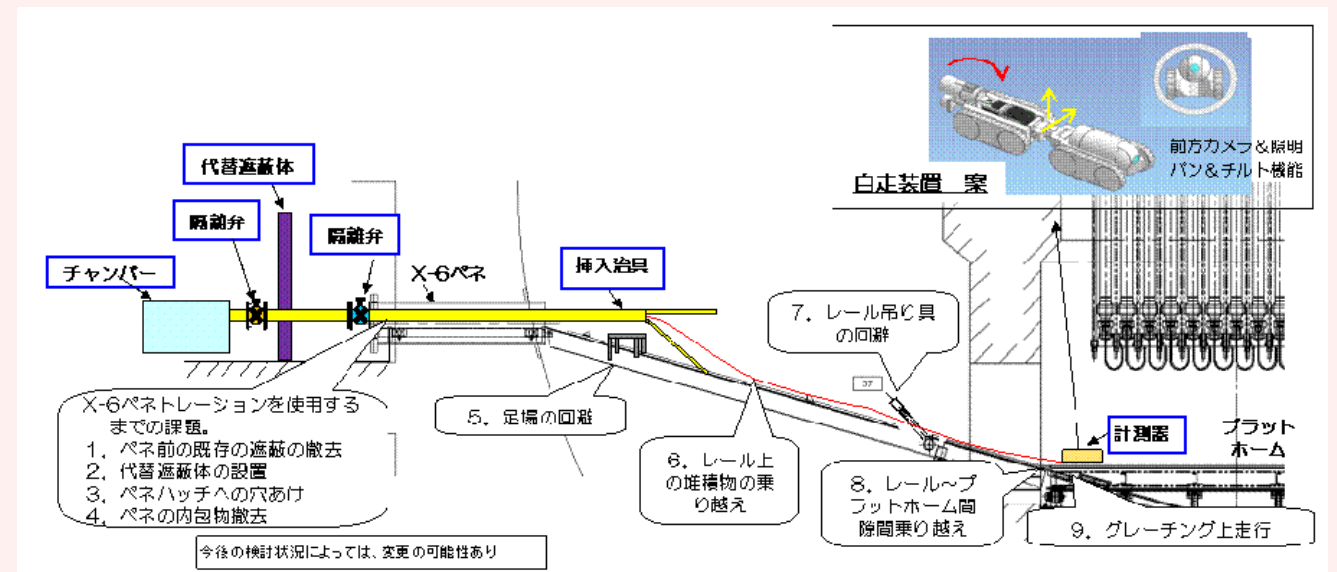 前方カメラ&照明
パン&チルト機能
自走装置　案
代替遮蔽体
隔離弁
隔離弁
チャンバー
X-6ペネ
挿入治具
7．レール吊り具
の回避
37
計測器
プラット
ホーム
X-6ペネトレーションを使用する
までの課題。
1．ペネ前の既存の遮蔽の撤去
2．代替遮蔽体の設置
3．ペネハッチへの穴あけ
4．ペネの内包物撤去
5．足場の回避
6．レール上
の堆積物の乗
り越え
8．レール～プ
ラットホーム間
隙間乗り越え
9．グレーチング上走行
今後の検討状況によっては、変更の可能性あり